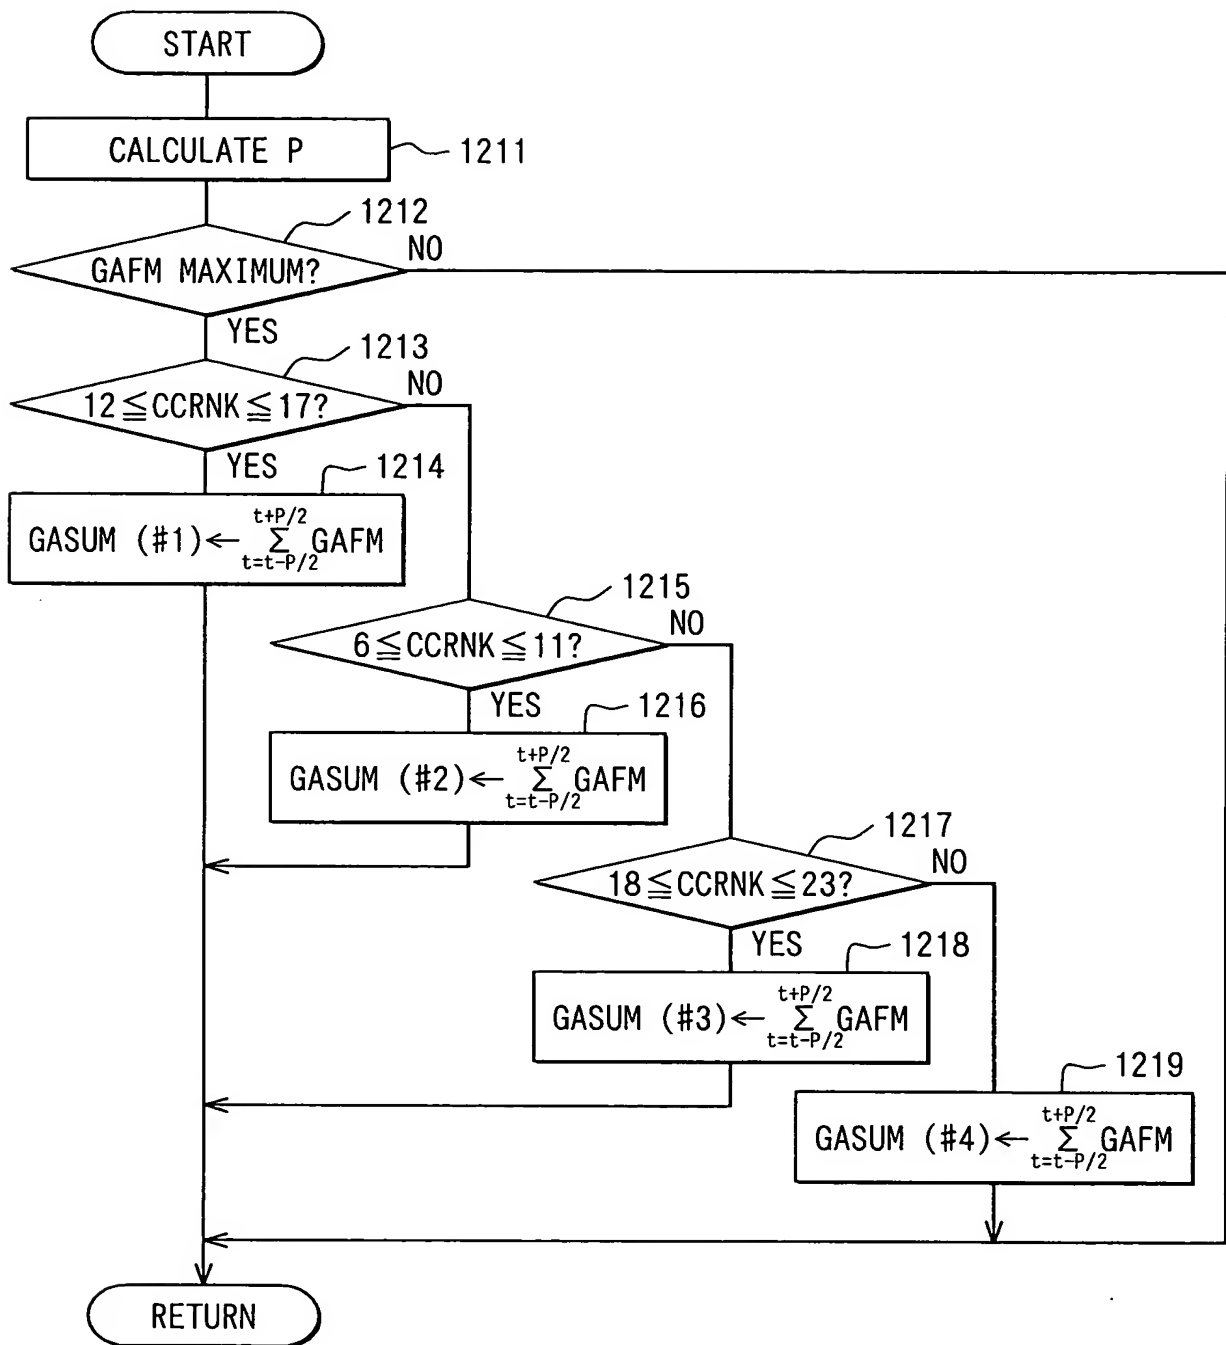 START
CALCULATE P
1211
1212
GAFM MAXIMUM?
NO
YES
1213
12≦CCRNK≦17?
NO
YES
1214
GASUM (#1)← t+P/2 Σ t=t-P/2 GAFM
1215
6≦CCRNK≦11?
NO
YES
1216
GASUM (#2)← t+P/2 Σ t=t-P/2 GAFM
1217
18≦CCRNK≦23?
NO
YES
1218
GASUM (#3)← t+P/2 Σ t=t-P/2 GAFM
1219
GASUM (#4)← t+P/2 Σ t=t-P/2 GAFM
RETURN